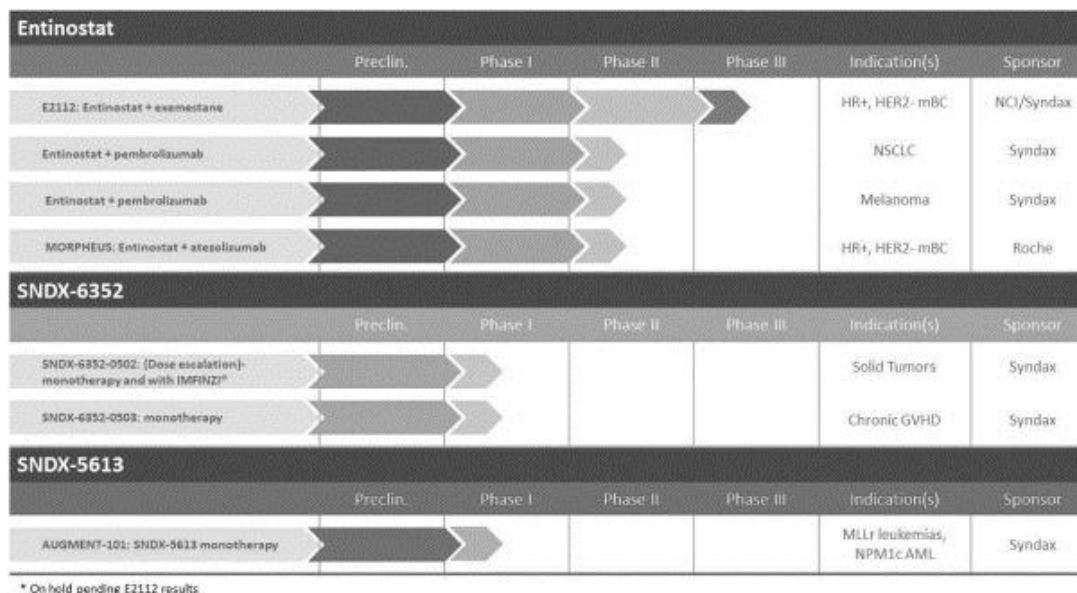 Entinostat
Preclin. Phase I Phase II Phase III Indication(s) Sponsor
E2112: Entinostat + exemestane HR+, HER2- mBC NCI/Syndax
Entinostat + pembrolizumab NSCLC Syndax
Entinostat + pembrolizumab Melanoma Syndax
MORPHEUS: Entinostat + atezolizumab HR+, HER2- mBC Roche
SNDX-6352
Preclin. Phase I Phase II Phase III Indication(s) Sponsor
SNDX-6352-0502: (Dose escalation)-
monotherapy and with IMFINZI® Solid Tumors Syndax
SNDX-6352-0503: monotherapy Chronic GVHD Syndax
SNDX-5613
Preclin. Phase I Phase II Phase III Indication(s) Sponsor
AUGMENT-101: SNDX-5613 monotherapy MLLr leukemias, Syndax
NPM1c AML
* On hold pending E2112 results